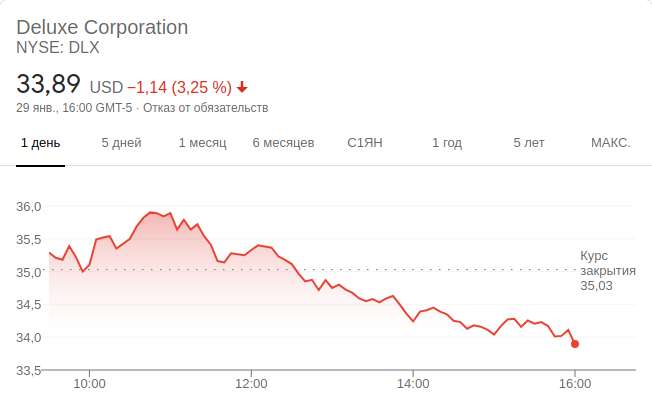 Deluxe Corporation
NYSE: DLX
33,89 USD −1,14 (3,25 %)
29 янв., 16:00 GMT-5 · Отказ от обязательств
1 день 5 дней 1 месяц 6 месяцев С1ЯН 1 год 5 лет МАКС.
36,0
35,5
35,0
34,5
34,0
33,5
Курс
закрытия
35,03
10:00 12:00 14:00 16:00